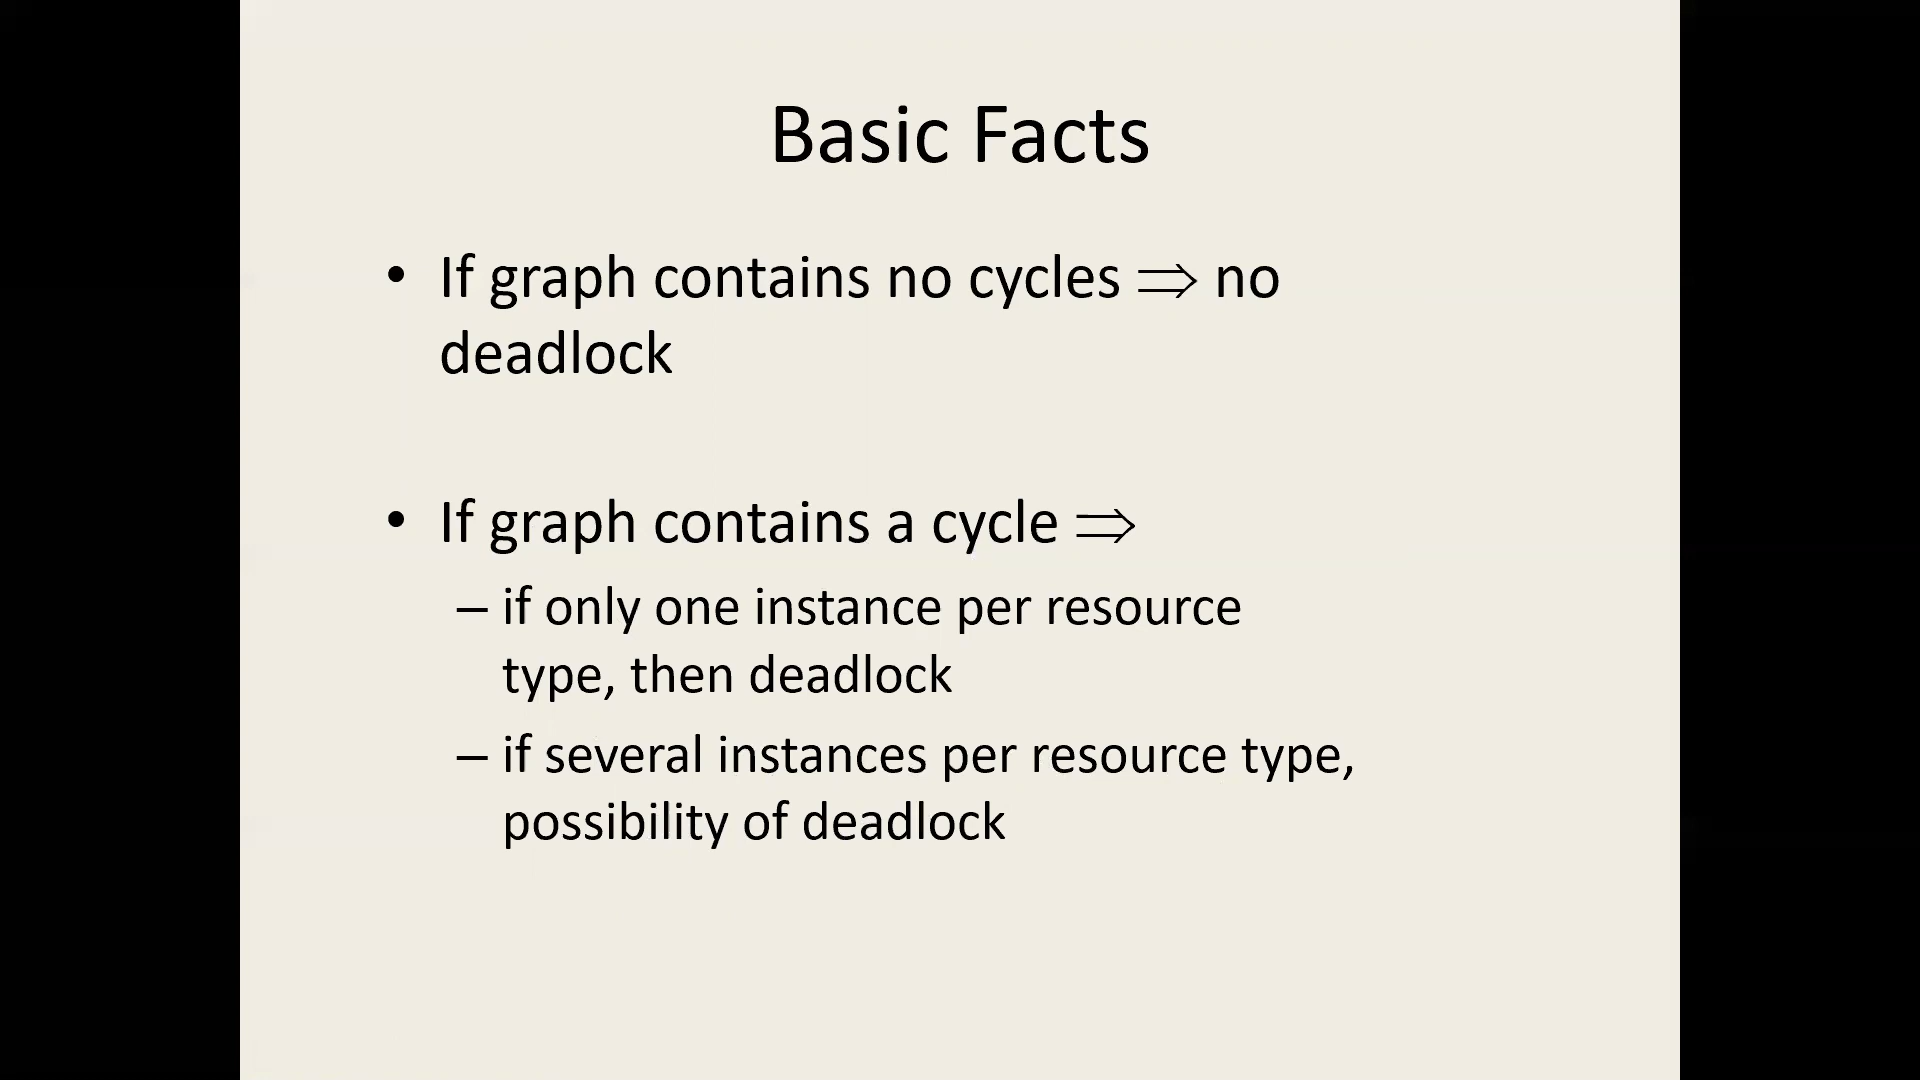 Basic Facts
• If graph contains no cycles ⇒ no
deadlock
• If graph contains a cycle ⇒
– if only one instance per resource
type, then deadlock
– if several instances per resource type,
possibility of deadlock